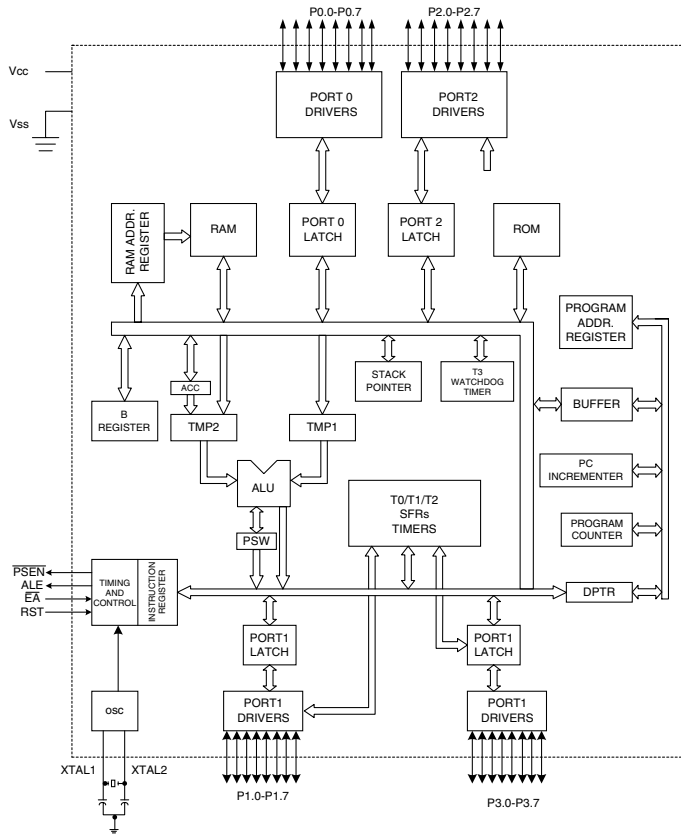 P0.0-P0.7
P2.0-P2.7
Vcc
Vss
PORT 0
DRIVERS
PORT2
DRIVERS
RAM ADDR.
REGISTER
RAM
PORT 0
LATCH
PORT 2
LATCH
ROM
PROGRAM
ADDR.
REGISTER
B
REGISTER
ACC
STACK
POINTER
T3
WATCHDOG
TIMER
BUFFER
TMP2
TMP1
PC
INCREMENTER
ALU
T0/T1/T2
SFRs
TIMERS
PROGRAM
COUNTER
PSW
PSEN
ALE
EA
RST
TIMING
AND
CONTROL
INSTRUCTION
REGISTER
DPTR
PORT1
LATCH
PORT1
LATCH
OSC
PORT1
DRIVERS
PORT1
DRIVERS
XTAL1
XTAL2
P1.0-P1.7
P3.0-P3.7